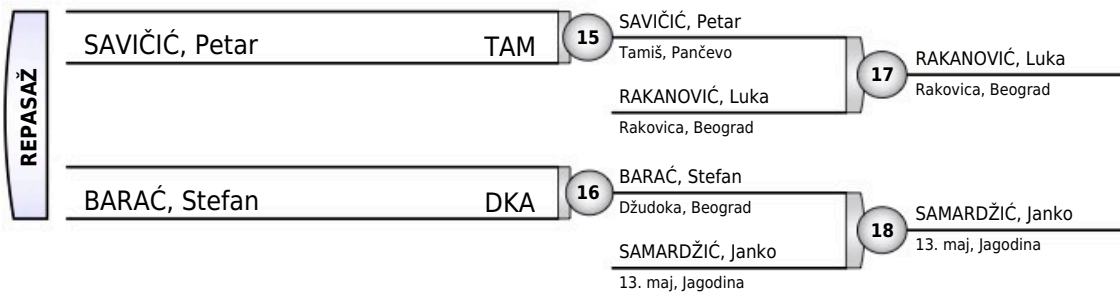 REPASAŽ
SAVIČIĆ, Petar TAM
15
SAVIČIĆ, Petar
Tamiš, Pančevo
RAKANOVIĆ, Luka
Rakovica, Beograd
17
RAKANOVIĆ, Luka
Rakovica, Beograd
BARAĆ, Stefan DKA
16
BARAĆ, Stefan
Džudoka, Beograd
SAMARDŽIĆ, Janko
13. maj, Jagodina
18
SAMARDŽIĆ, Janko
13. maj, Jagodina